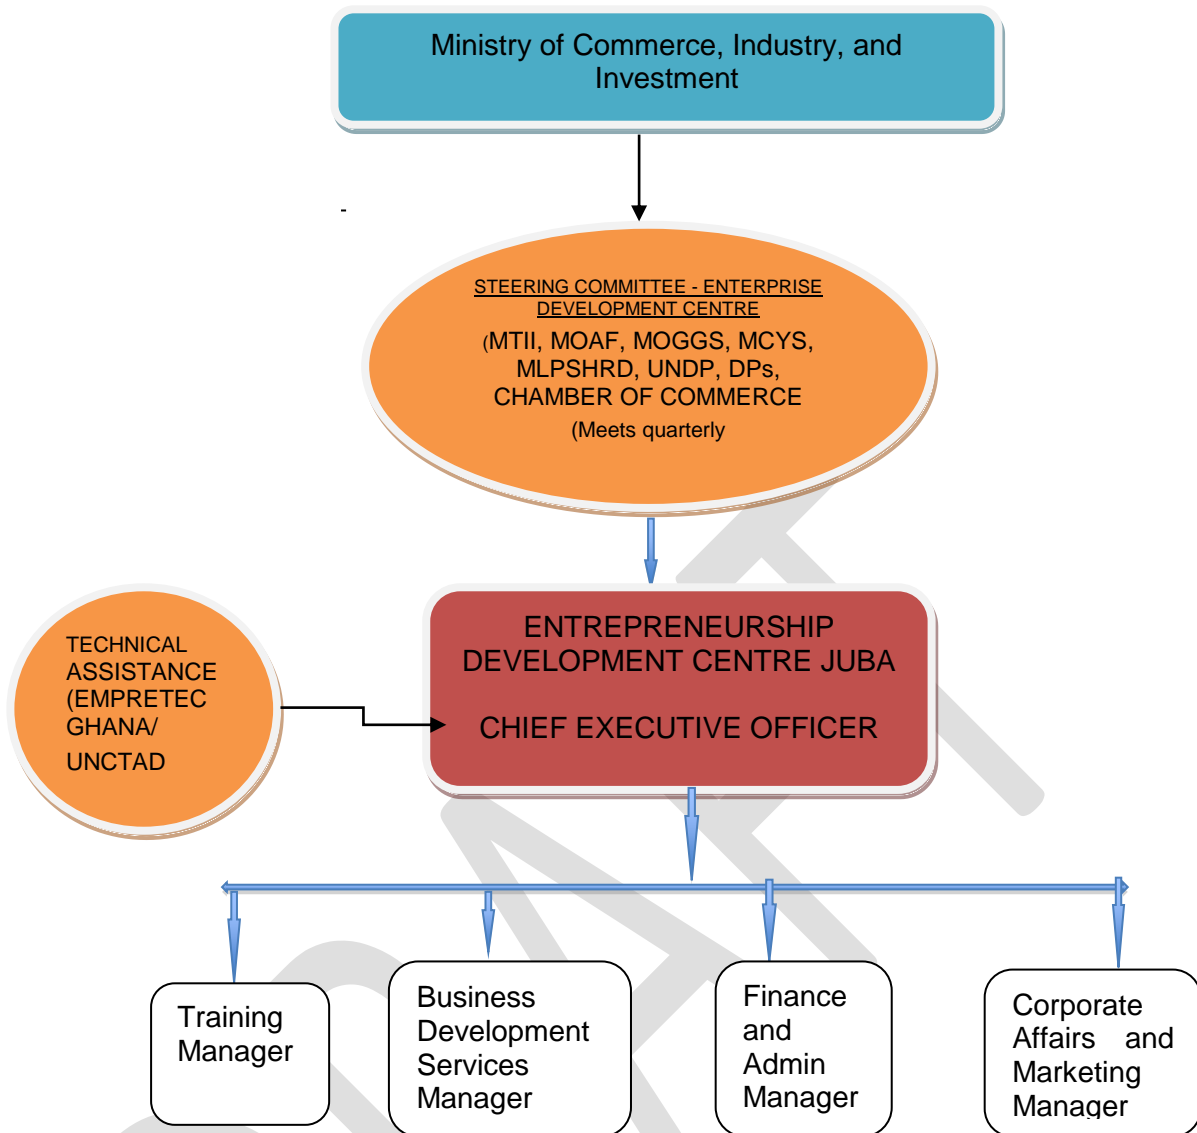 Ministry of Commerce, Industry, and
Investment
-
STEERING COMMITTEE - ENTERPRISE
DEVELOPMENT CENTRE
(MTII, MOAF, MOGGS, MCYS,
MLPSHRD, UNDP, DPs,
CHAMBER OF COMMERCE
(Meets quarterly
TECHNICAL
ASSISTANCE
(EMPRETEC
GHANA/
UNCTAD
ENTREPRENEURSHIP
DEVELOPMENT CENTRE JUBA
CHIEF EXECUTIVE OFFICER
Training
Manager
Business
Development
Services
Manager
Finance
and
Admin
Manager
Corporate
Affairs and
Marketing
Manager